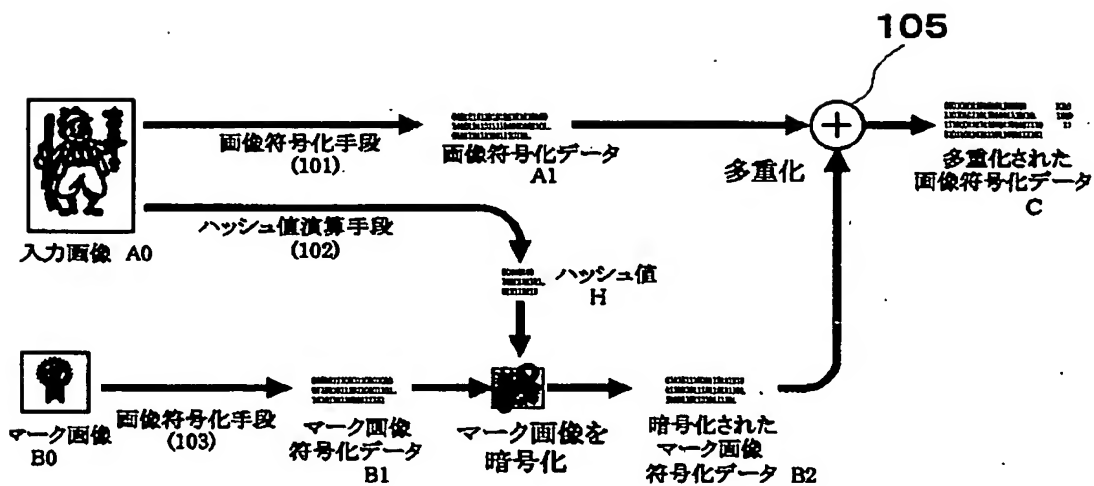 105
画像符号化手段
(101)
画像符号化データ
A1
多重化
多重化された
画像符号化データ
C
入力画像 A0
ハッシュ値演算手段
(102)
ハッシュ値
H
マーク画像
B0
画像符号化手段
(103)
マーク画像
符号化データ
B1
マーク画像を
暗号化
暗号化された
マーク画像
符号化データ B2